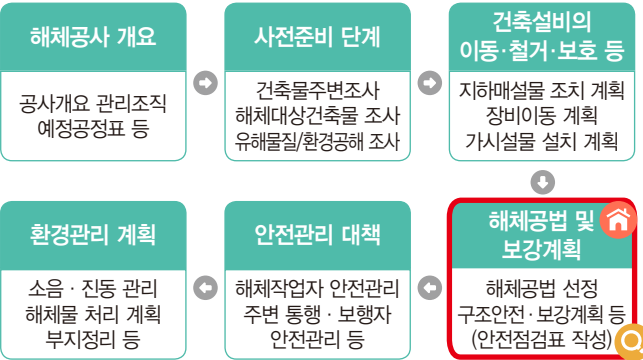 해체공사 개요
공사개요 관리조직
예정공정표 등
사전준비 단계
건축물주변조사
해체대상건축물 조사
유해물질/환경공해 조사
건축설비의
이동·철거·보호 등
지하매설물 조치 계획
장비이동 계획
가시설물 설치 계획
해체공법 및
보강계획
해체공법 선정
구조안전·보강계획 등
(안전점검표 작성)
안전관리 대책
해체작업자 안전관리
주변 통행·보행자
안전관리 등
환경관리 계획
소음·진동 관리
해체물 처리 계획
부지정리 등